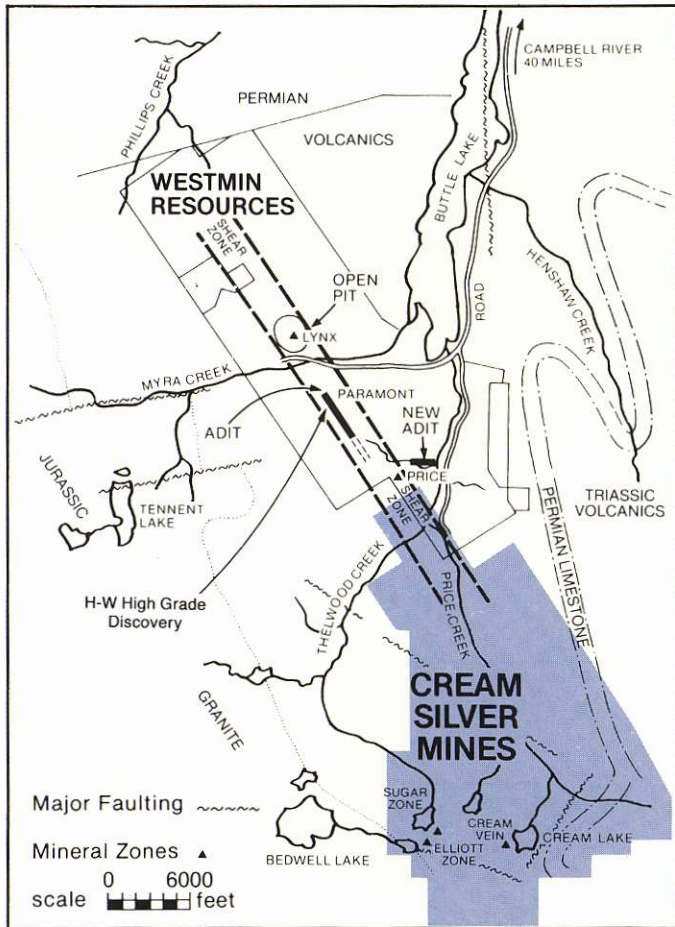 CAMPBELL RIVER
40 MILES
PHILLIPS CREEK
PERMIAN
VOLCANICS
BUTTLE LAKE
WESTMIN
RESOURCES
SHEAR
ZONE
HENSHAW CREEK
OPEN
PIT
ROAD
LYNX
MYRA CREEK
PARAMONT
ADIT
NEW
ADIT
PRICE
JURASSIC
TENNENT
LAKE
SHEAR
ZONE
TRIASSIC
VOLCANICS
PERMIAN LIMESTONE
H-W High Grade
Discovery
THELWOOD CREEK
PRICE CREEK
CREAM
SILVER
MINES
GRANITE
Major Faulting
SUGAR
ZONE
CREAM
VEIN
CREAM LAKE
Mineral Zones
BEDWELL LAKE
ELLIOTT
ZONE
scale 0 6000 feet